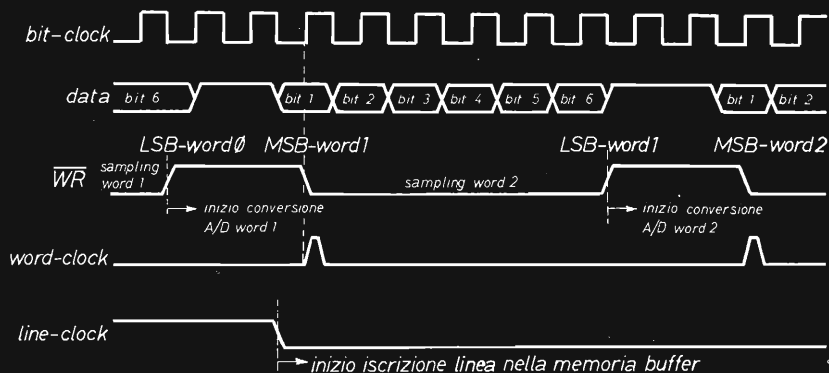 bit-clock
data
bit 6
bit 1
bit 2
bit 3
bit 4
bit 5
bit 6
bit 1
bit 2
LSB-wordØ
MSB-word1
LSB-word1
MSB-word2
WR
sampling
word 1
sampling word 2
inizio conversione
A/D word 1
inizio conversione
A/D word 2
word-clock
line-clock
inizio iscrizione linea nella memoria buffer